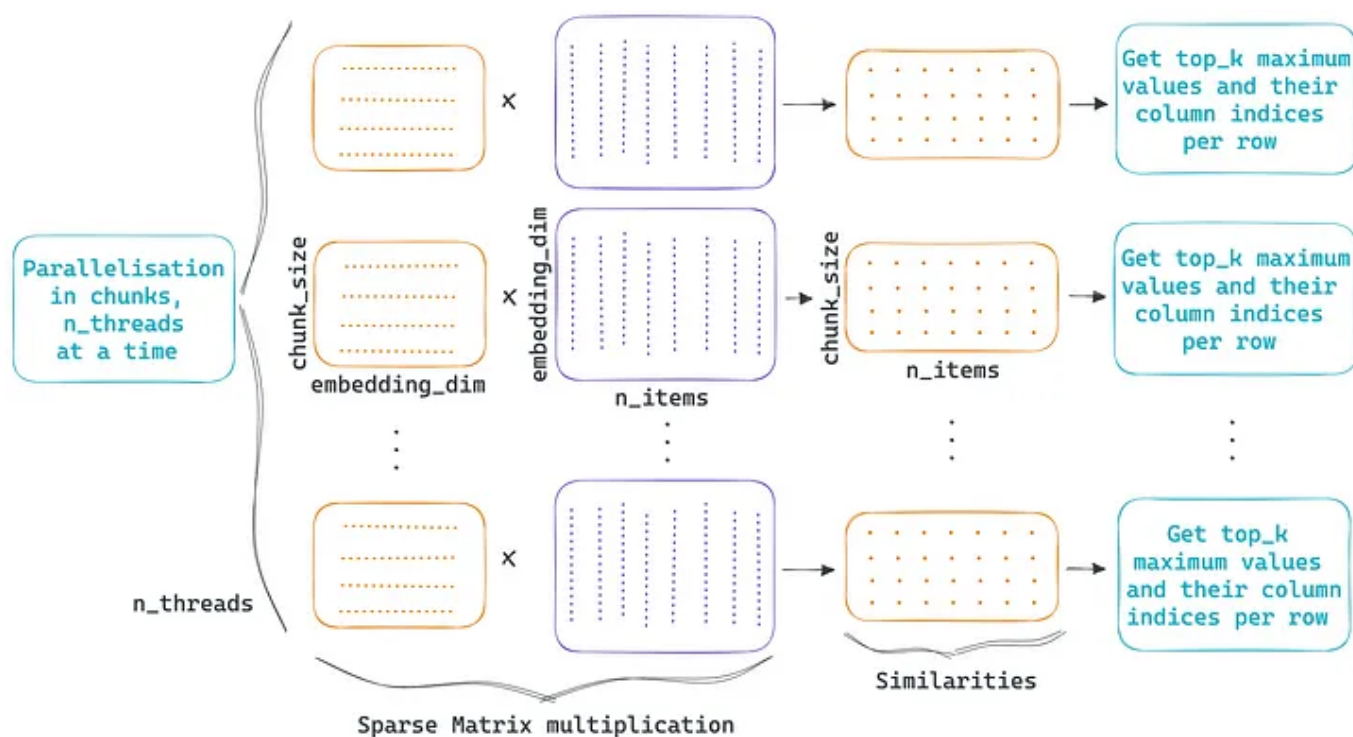 Get top_k maximum
values and their
column indices
per row
x
Parallelisation
in chunks,
n_threads
at a time
chunk_size
embedding_dim
x
embedding_dim
n_items
chunk_size
n_items
Get top_k maximum
values and their
column indices
per row
n_threads
x
Get top_k
maximum values
and their column
indices per row
Sparse Matrix multiplication
Similarities